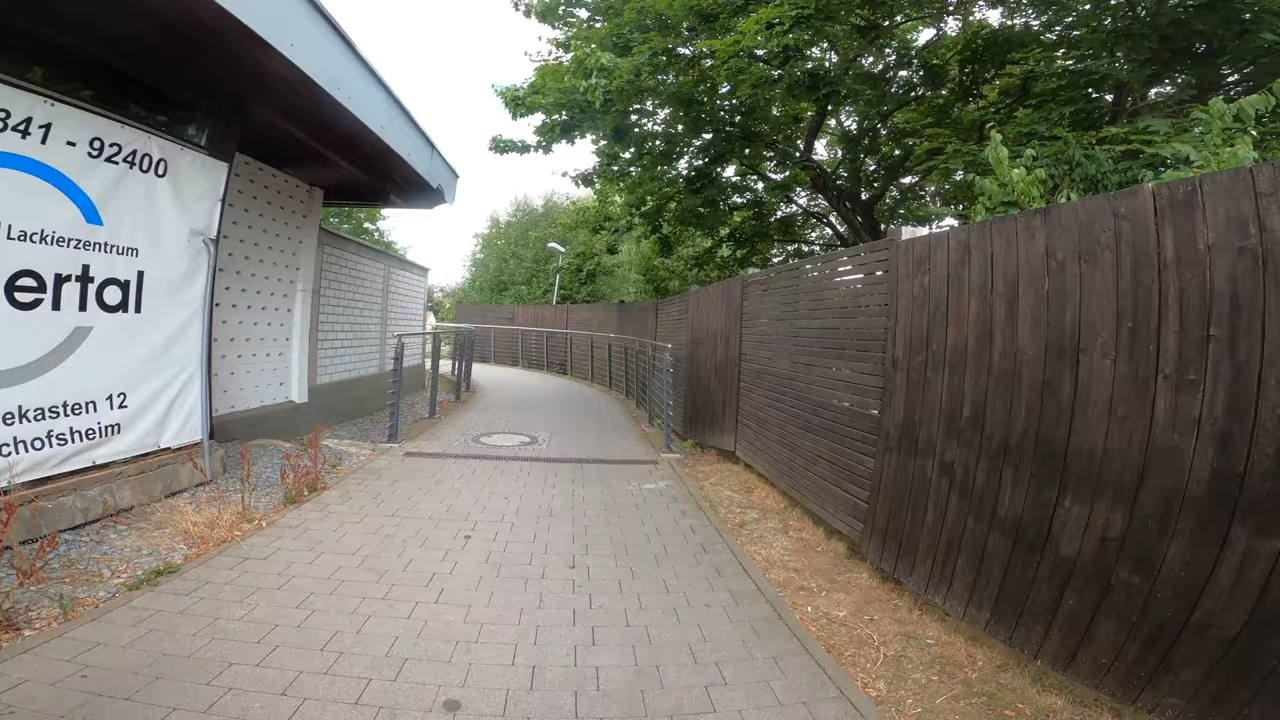 341 - 92400
Lackierzentrum
ertal
ekasten 12
chofsheim